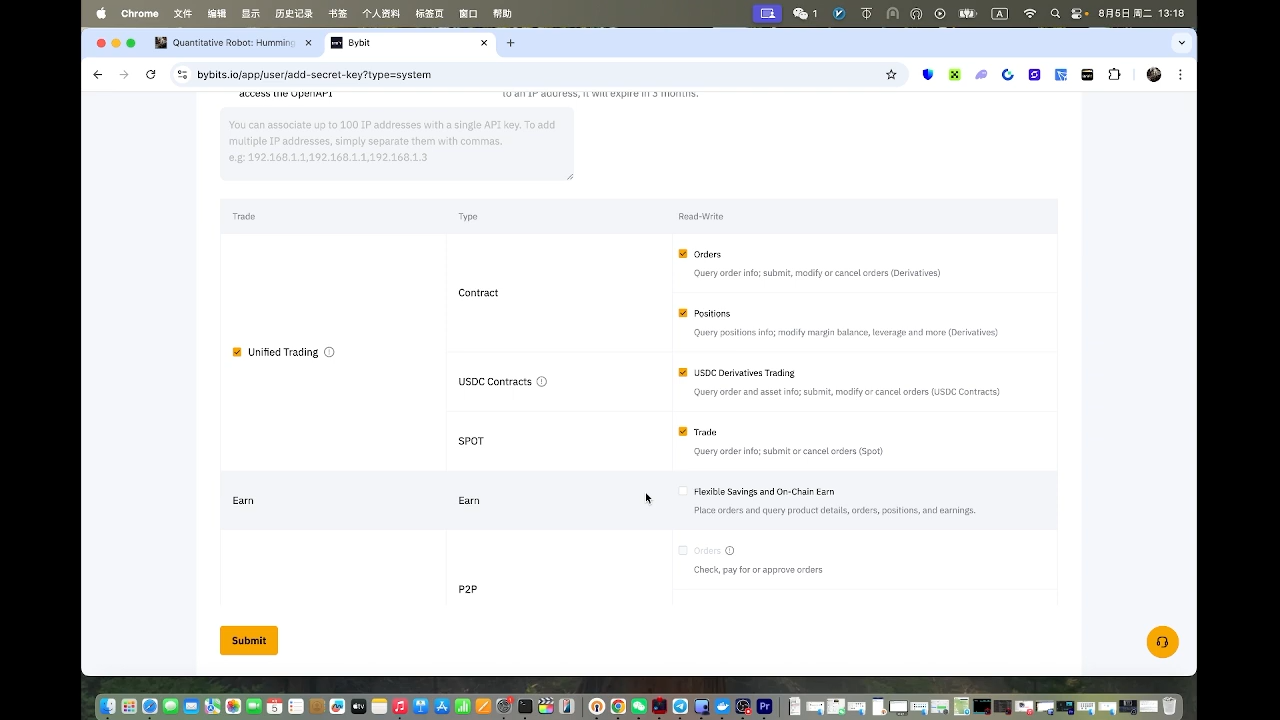 Chrome 文件 编辑 显示 历史记录 书签 个人资料 标签页 窗口 帮助 1 A 8月5日周二 13:18
Quantitative Robot: Humming
Bybit
bybits.io/app/user/add-secret-key?type=system
access the OpenAPI
to an IP address, it will expire in 3 months.
You can associate up to 100 IP addresses with a single API key. To add
multiple IP addresses, simply separate them with commas.
e.g: 192.168.1.1,192.168.1.1,192.168.1.3
Trade Type Read-Write
Orders
Query order info; submit, modify or cancel orders (Derivatives)
Contract
Positions
Query positions info; modify margin balance, leverage and more (Derivatives)
Unified Trading
USDC Derivatives Trading
USDC Contracts
Query order and asset info; submit, modify or cancel orders (USDC Contracts)
Trade
SPOT
Query order info; submit or cancel orders (Spot)
Flexible Savings and On-Chain Earn
Earn Earn
Place orders and query product details, orders, positions, and earnings.
Orders
Check, pay for or approve orders
P2P
Submit